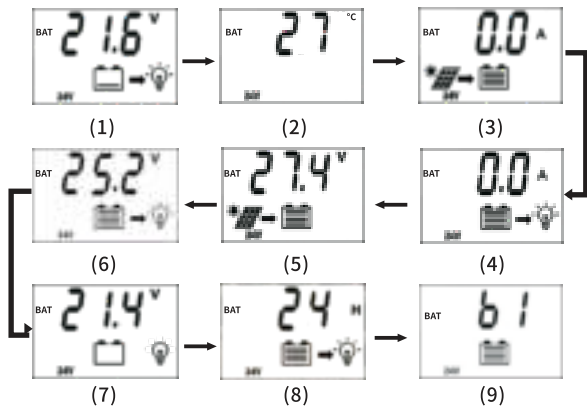 BAT 21.6 V
24V
(1)
BAT 27 °C
24V
(2)
BAT 0.0 A
24V
(3)
BAT 25.2 V
24V
(6)
BAT 27.4 V
24V
(5)
BAT 0.0 A
24V
(4)
BAT 21.4 V
24V
(7)
BAT 24 H
24V
(8)
BAT b1
24V
(9)